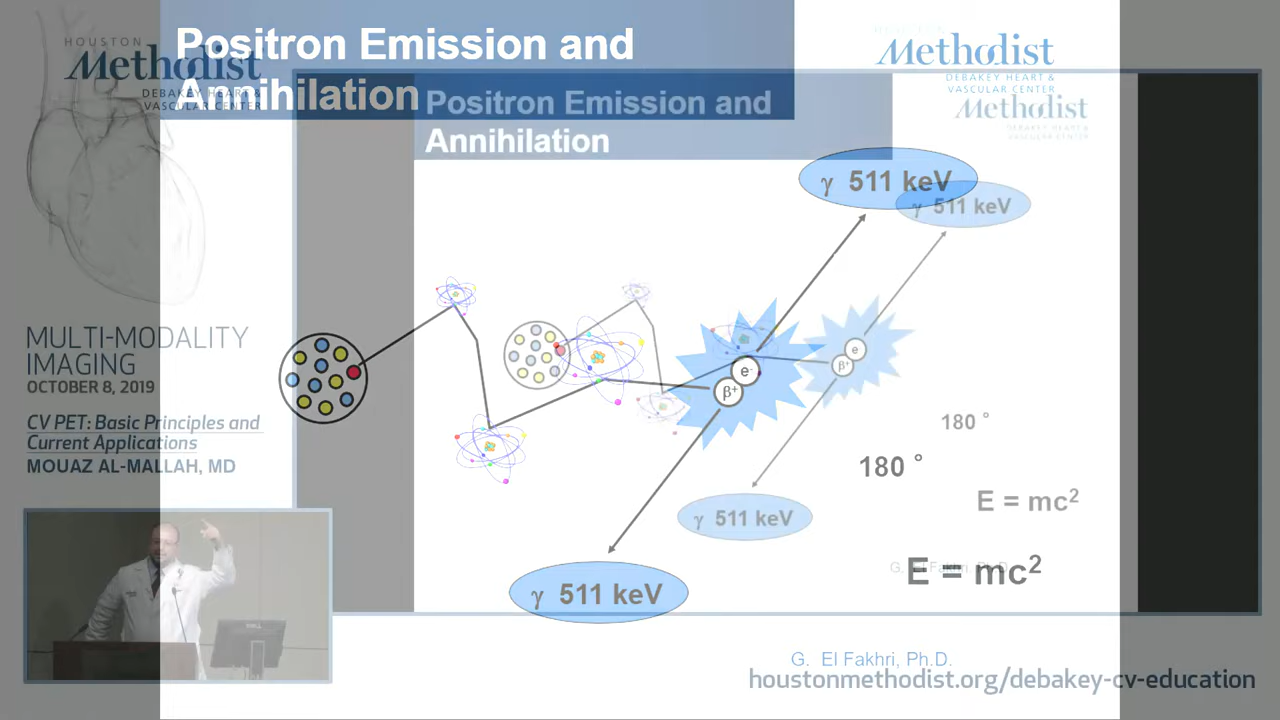 Positron Emission and
Annihilation
HOUSTON
Methodist
DEBAKEY HEART &
VASCULAR CENTER
Positron Emission and
Annihilation
Methodist
DEBAKEY HEART &
VASCULAR CENTER
Methodist
DEBAKEY HEART &
VASCULAR CENTER
γ 511 keV
γ 511 keV
e-
β+
e-
β+
MULTI-MODALITY
IMAGING
OCTOBER 8, 2019
CV PET: Basic Principles and
Current Applications
MOUAZ AL-MALLAH, MD
180 °
180 °
E = mc²
γ 511 keV
γ 511 keV
E = mc²
G. El Fakhri, Ph.D.
G. El Fakhri, Ph.D.
houstonmethodist.org/debakey-cv-education